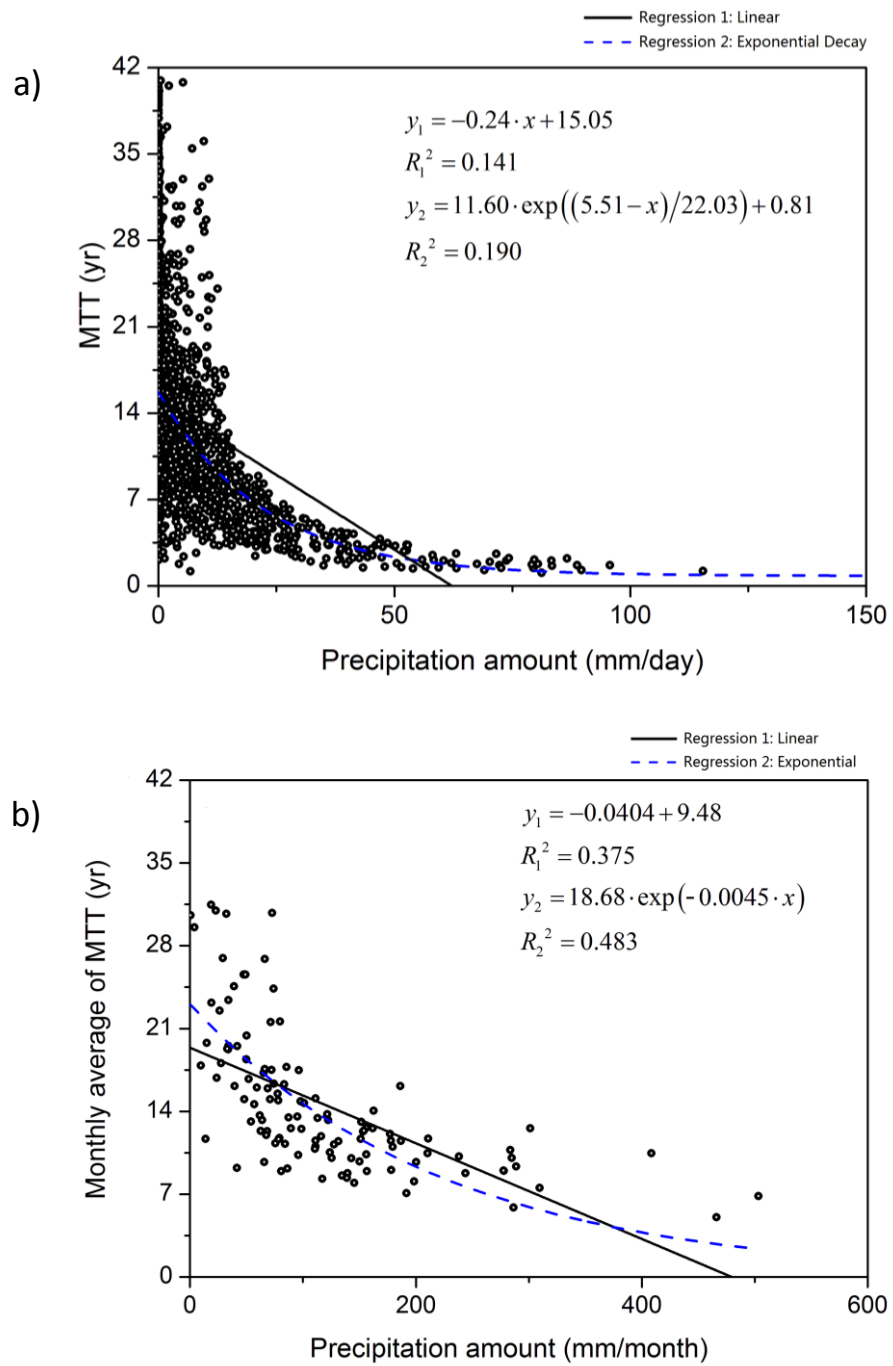 Regression 1: Linear
Regression 2: Exponential Decay
a)
42
35
28
21
14
7
0
MTT (yr)
y₁ = −0.24·x+15.05
R₁² = 0.141
y₂ = 11.60·exp((5.51−x)/22.03)+0.81
R₂² = 0.190
0 50 100 150
Precipitation amount (mm/day)
Regression 1: Linear
Regression 2: Exponential
b)
42
35
28
21
14
7
0
Monthly average of MTT (yr)
y₁ = −0.0404+9.48
R₁² = 0.375
y₂ = 18.68·exp(-0.0045·x)
R₂² = 0.483
0 200 400 600
Precipitation amount (mm/month)